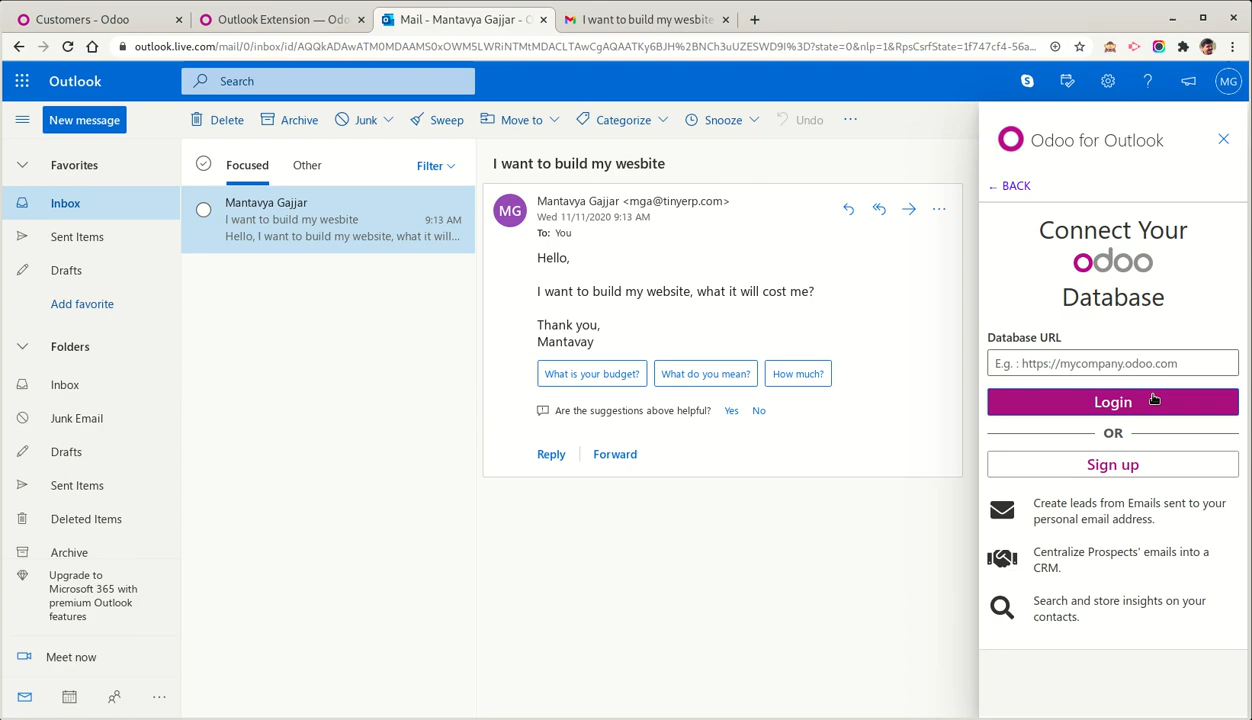 Customers - Odoo
Outlook Extension — Odo
Mail - Mantavya Gajjar - O
I want to build my wesbite
outlook.live.com/mail/0/inbox/id/AQQkADAwATM0MDAAMS0xOWM5LWRiNTMtMDACLTAwCgAQAATKy6BJH%2BNCh3uUZESWD9I%3D?state=0&nlp=1&RpsCsrfState=1f747cf4-56a...
Outlook
Search
MG
New message
Delete
Archive
Junk
Sweep
Move to
Categorize
Snooze
Undo
Favorites
Inbox
Sent Items
Drafts
Add favorite
Folders
Inbox
Junk Email
Drafts
Sent Items
Deleted Items
Archive
Upgrade to
Microsoft 365 with
premium Outlook
features
Meet now
Focused
Other
Filter
Mantavya Gajjar
I want to build my wesbite
9:13 AM
Hello, I want to build my website, what it will...
I want to build my wesbite
MG
Mantavya Gajjar <mga@tinyerp.com>
Wed 11/11/2020 9:13 AM
To: You
Hello,
I want to build my website, what it will cost me?
Thank you,
Mantavay
What is your budget?
What do you mean?
How much?
Are the suggestions above helpful?
Yes
No
Reply
Forward
Odoo for Outlook
← BACK
Connect Your
odoo
Database
Database URL
E.g. : https://mycompany.odoo.com
Login
OR
Sign up
Create leads from Emails sent to your
personal email address.
Centralize Prospects' emails into a
CRM.
Search and store insights on your
contacts.